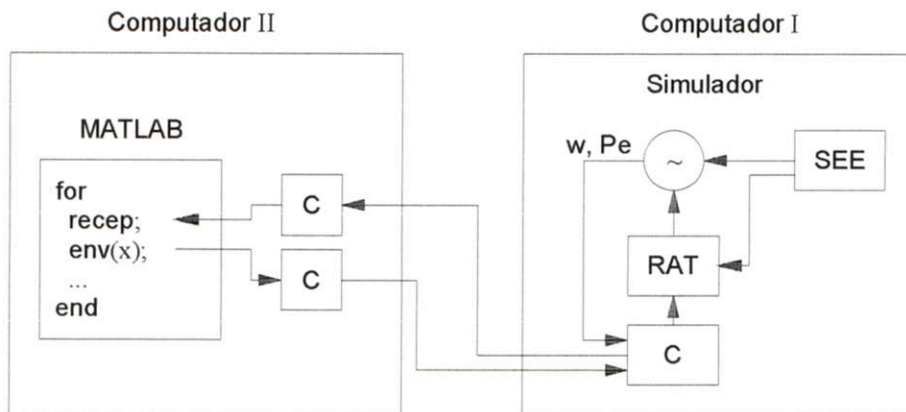 Computador II
Computador I
Simulador
MATLAB
w, Pe
~
SEE
for
recep;
env(x);
...
end
C
C
RAT
C